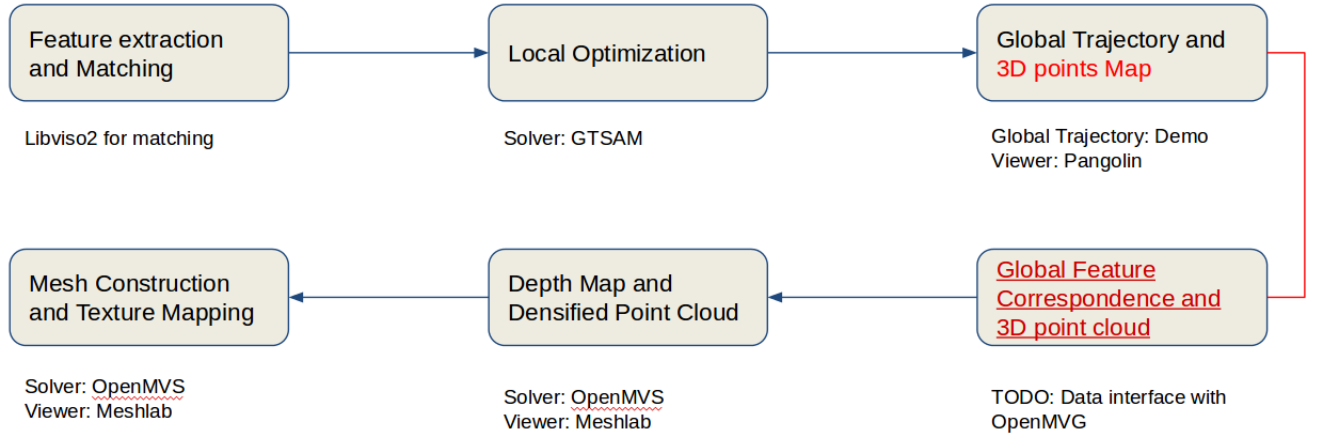 Feature extraction
and Matching
Local Optimization
Global Trajectory and
3D points Map
Libviso2 for matching
Solver: GTSAM
Global Trajectory: Demo
Viewer: Pangolin
Mesh Construction
and Texture Mapping
Depth Map and
Densified Point Cloud
Global Feature
Correspondence and
3D point cloud
Solver: OpenMVS
Viewer: Meshlab
Solver: OpenMVS
Viewer: Meshlab
TODO: Data interface with
OpenMVG